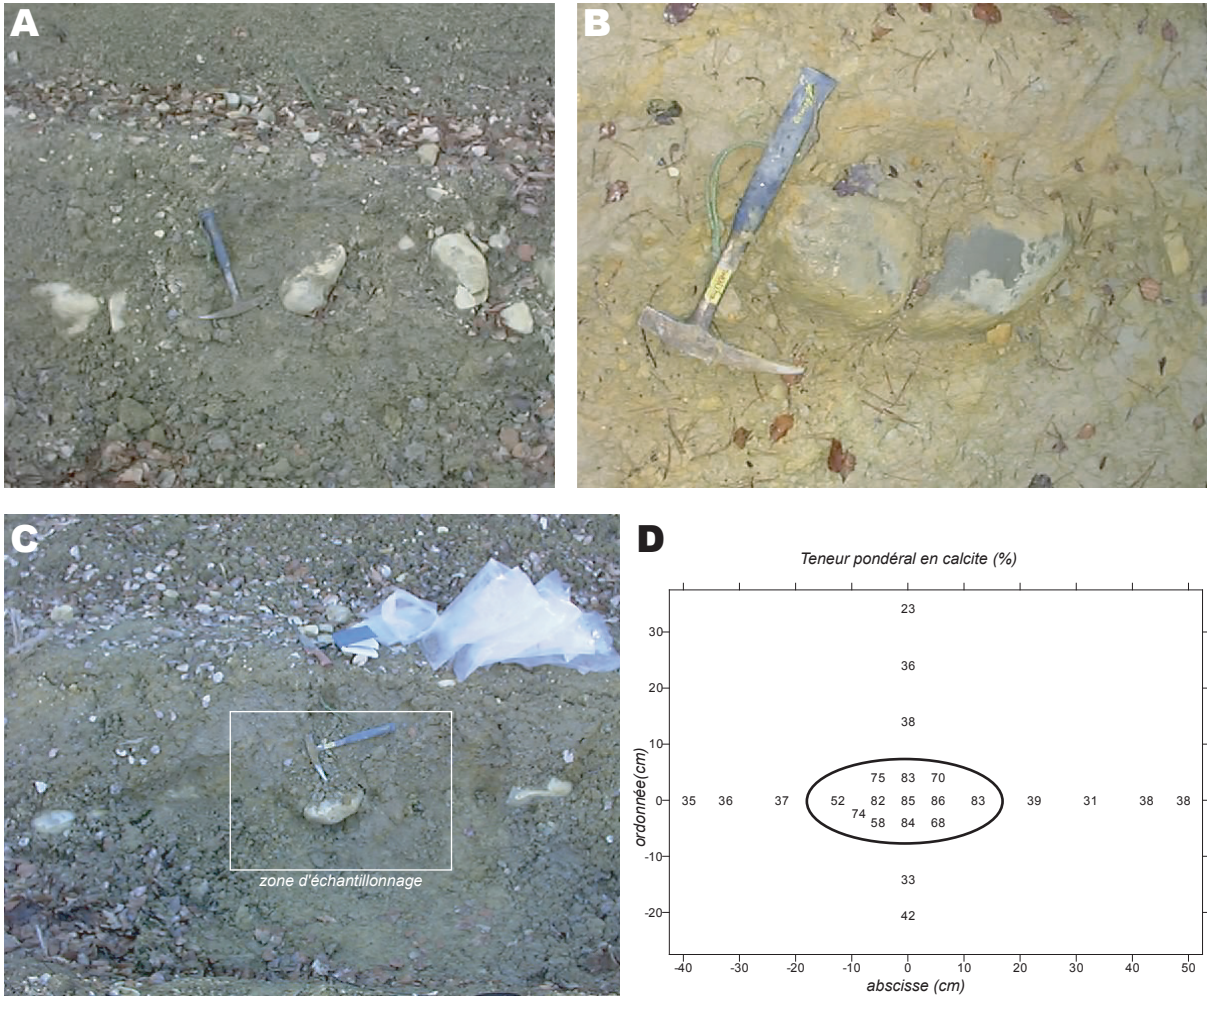 A
B
C
zone d'échantillonnage
D
Teneur pondéral en calcite (%)
23
30
36
20
38
10
75 83 70
0
35 36 37 52 82 85 86 83 39 31 38 38
74
58 84 68
-10
33
-20
42
ordonnée(cm)
-40 -30 -20 -10 0 10 20 30 40 50
abscisse (cm)